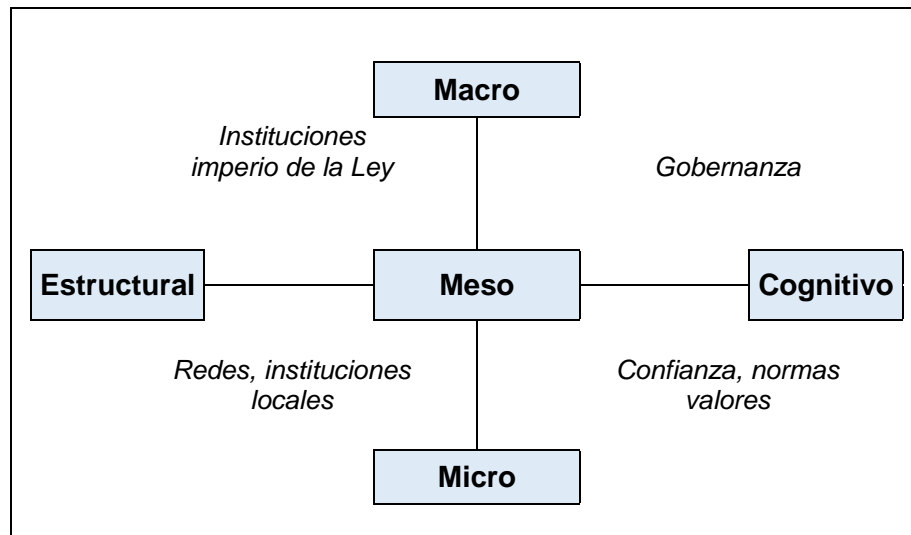 Macro
Instituciones
imperio de la Ley
Gobernanza
Estructural
Meso
Cognitivo
Redes, instituciones
locales
Confianza, normas
valores
Micro